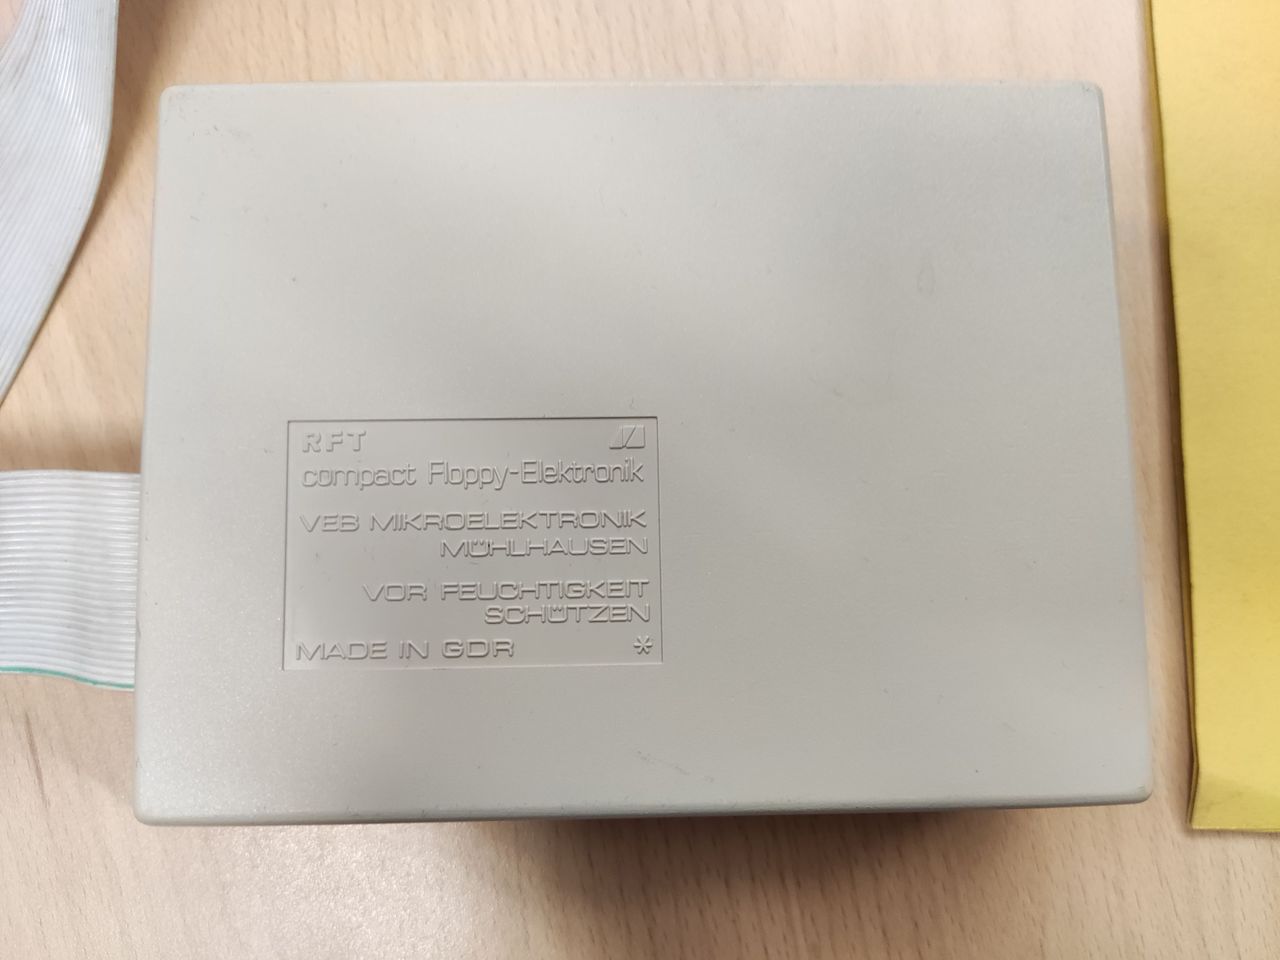 RFT
compact Floppy-Elektronik
VEB MIKROELEKTRONIK
MÜHLHAUSEN
VOR FEUCHTIGKEIT
SCHÜTZEN
MADE IN GDR *